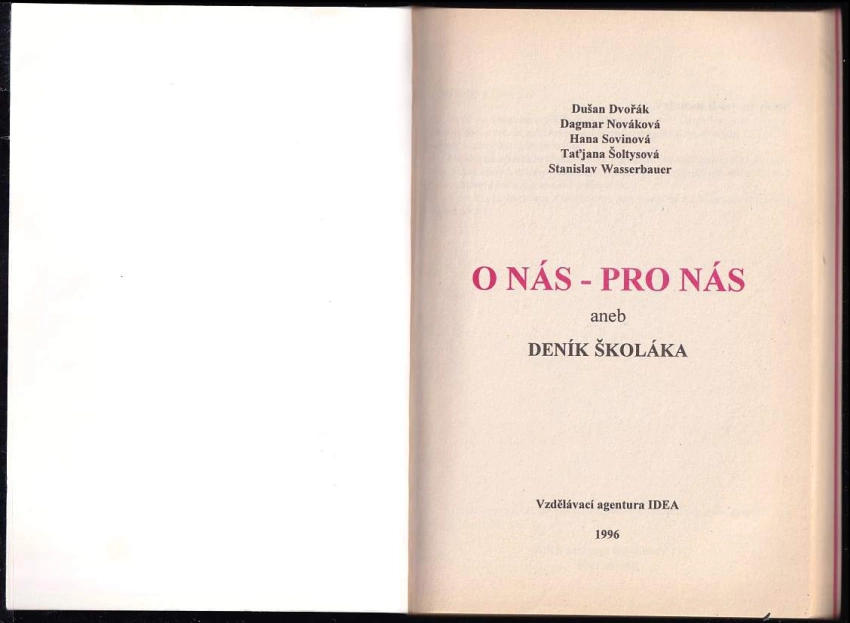 Dušan Dvořák
Dagmar Nováková
Hana Sovinová
Taťjana Šoltysová
Stanislav Wasserbauer
O NÁS - PRO NÁS
aneb
DENÍK ŠKOLÁKA
Vzdělávací agentura IDEA
1996